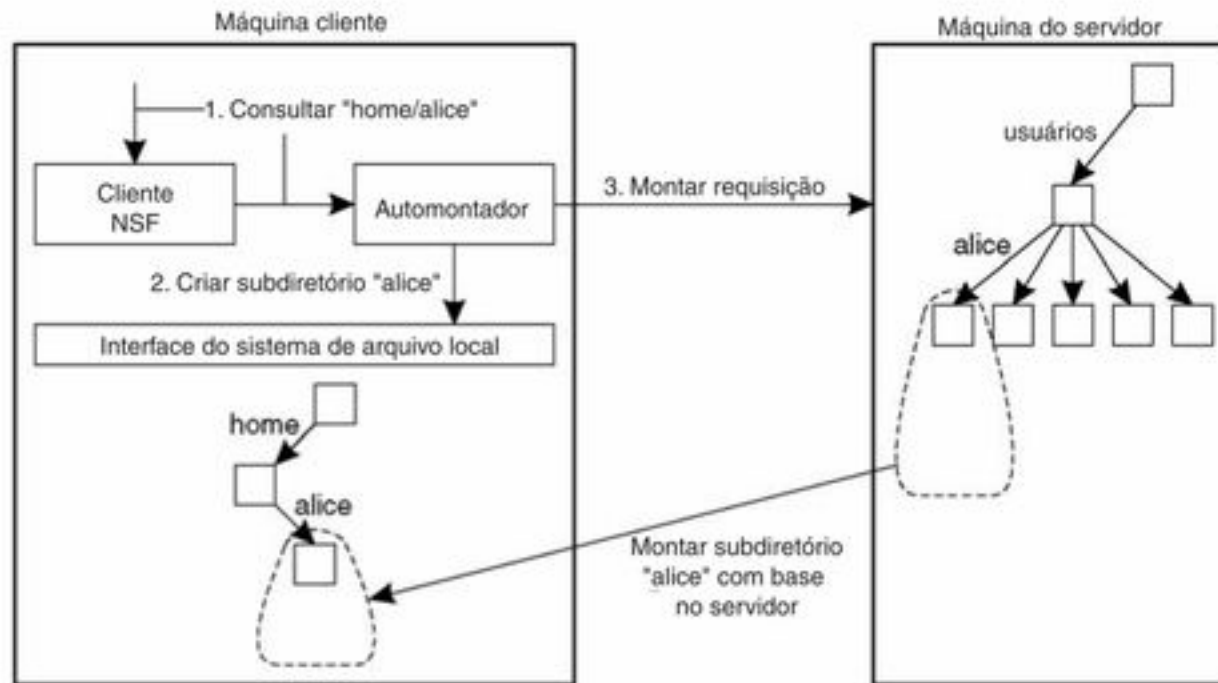 Máquina cliente
Máquina do servidor
1. Consultar "home/alice"
usuários
Cliente
NSF
Automontador
3. Montar requisição
alice
2. Criar subdiretório "alice"
Interface do sistema de arquivo local
home
alice
Montar subdiretório
"alice" com base
no servidor